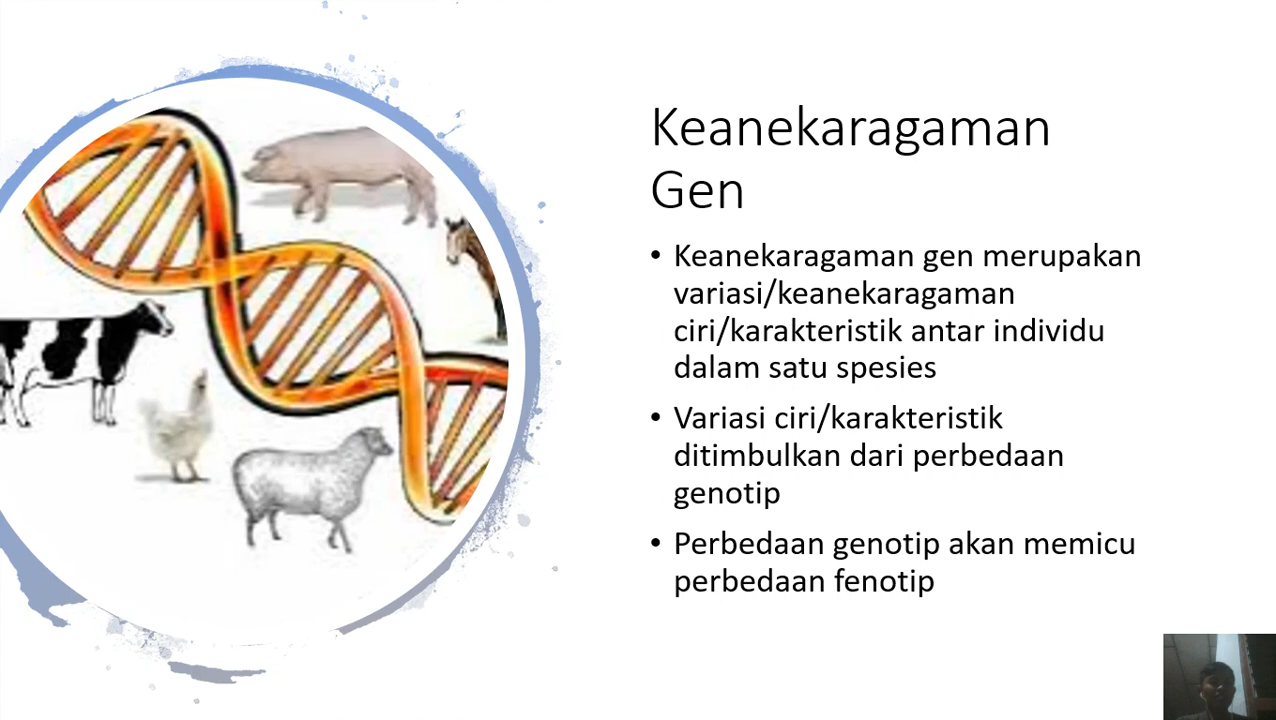 Keanekaragaman
Gen
• Keanekaragaman gen merupakan
variasi/keanekaragaman
ciri/karakteristik antar individu
dalam satu spesies
• Variasi ciri/karakteristik
ditimbulkan dari perbedaan
genotip
• Perbedaan genotip akan memicu
perbedaan fenotip